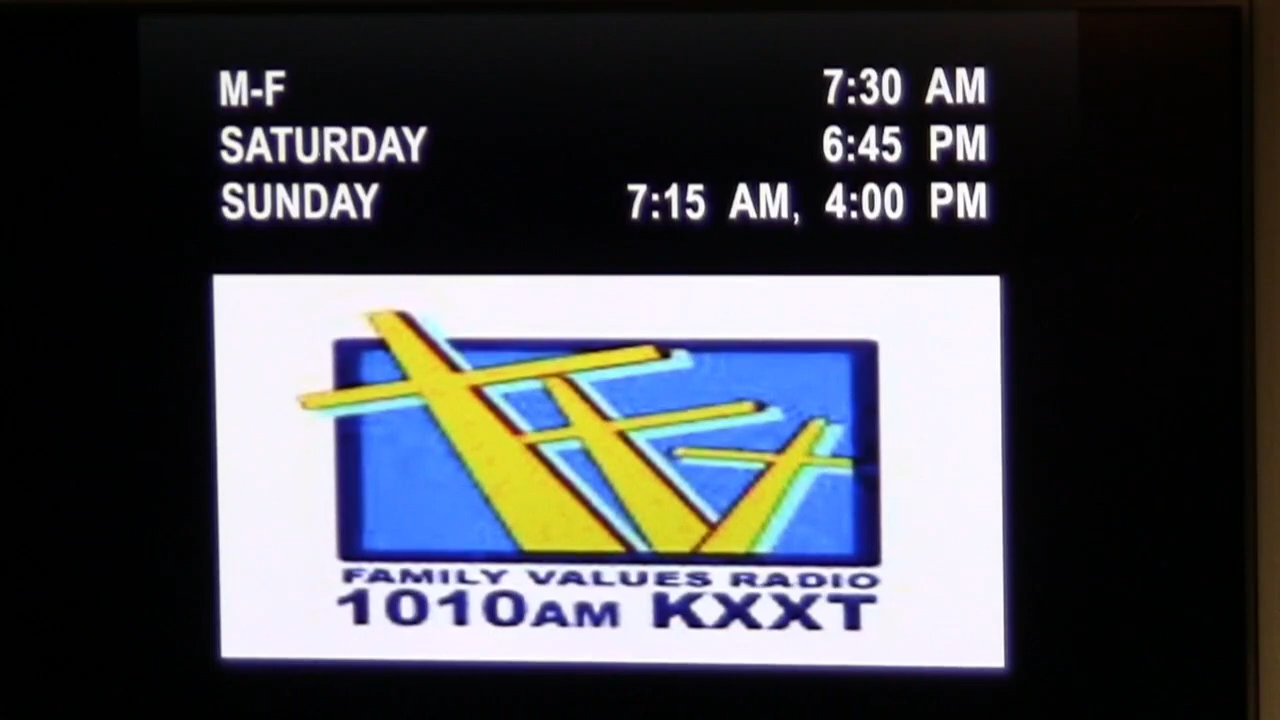 M-F 7:30 AM
SATURDAY 6:45 PM
SUNDAY 7:15 AM, 4:00 PM
FAMILY VALUES RADIO
1010AM KXXT